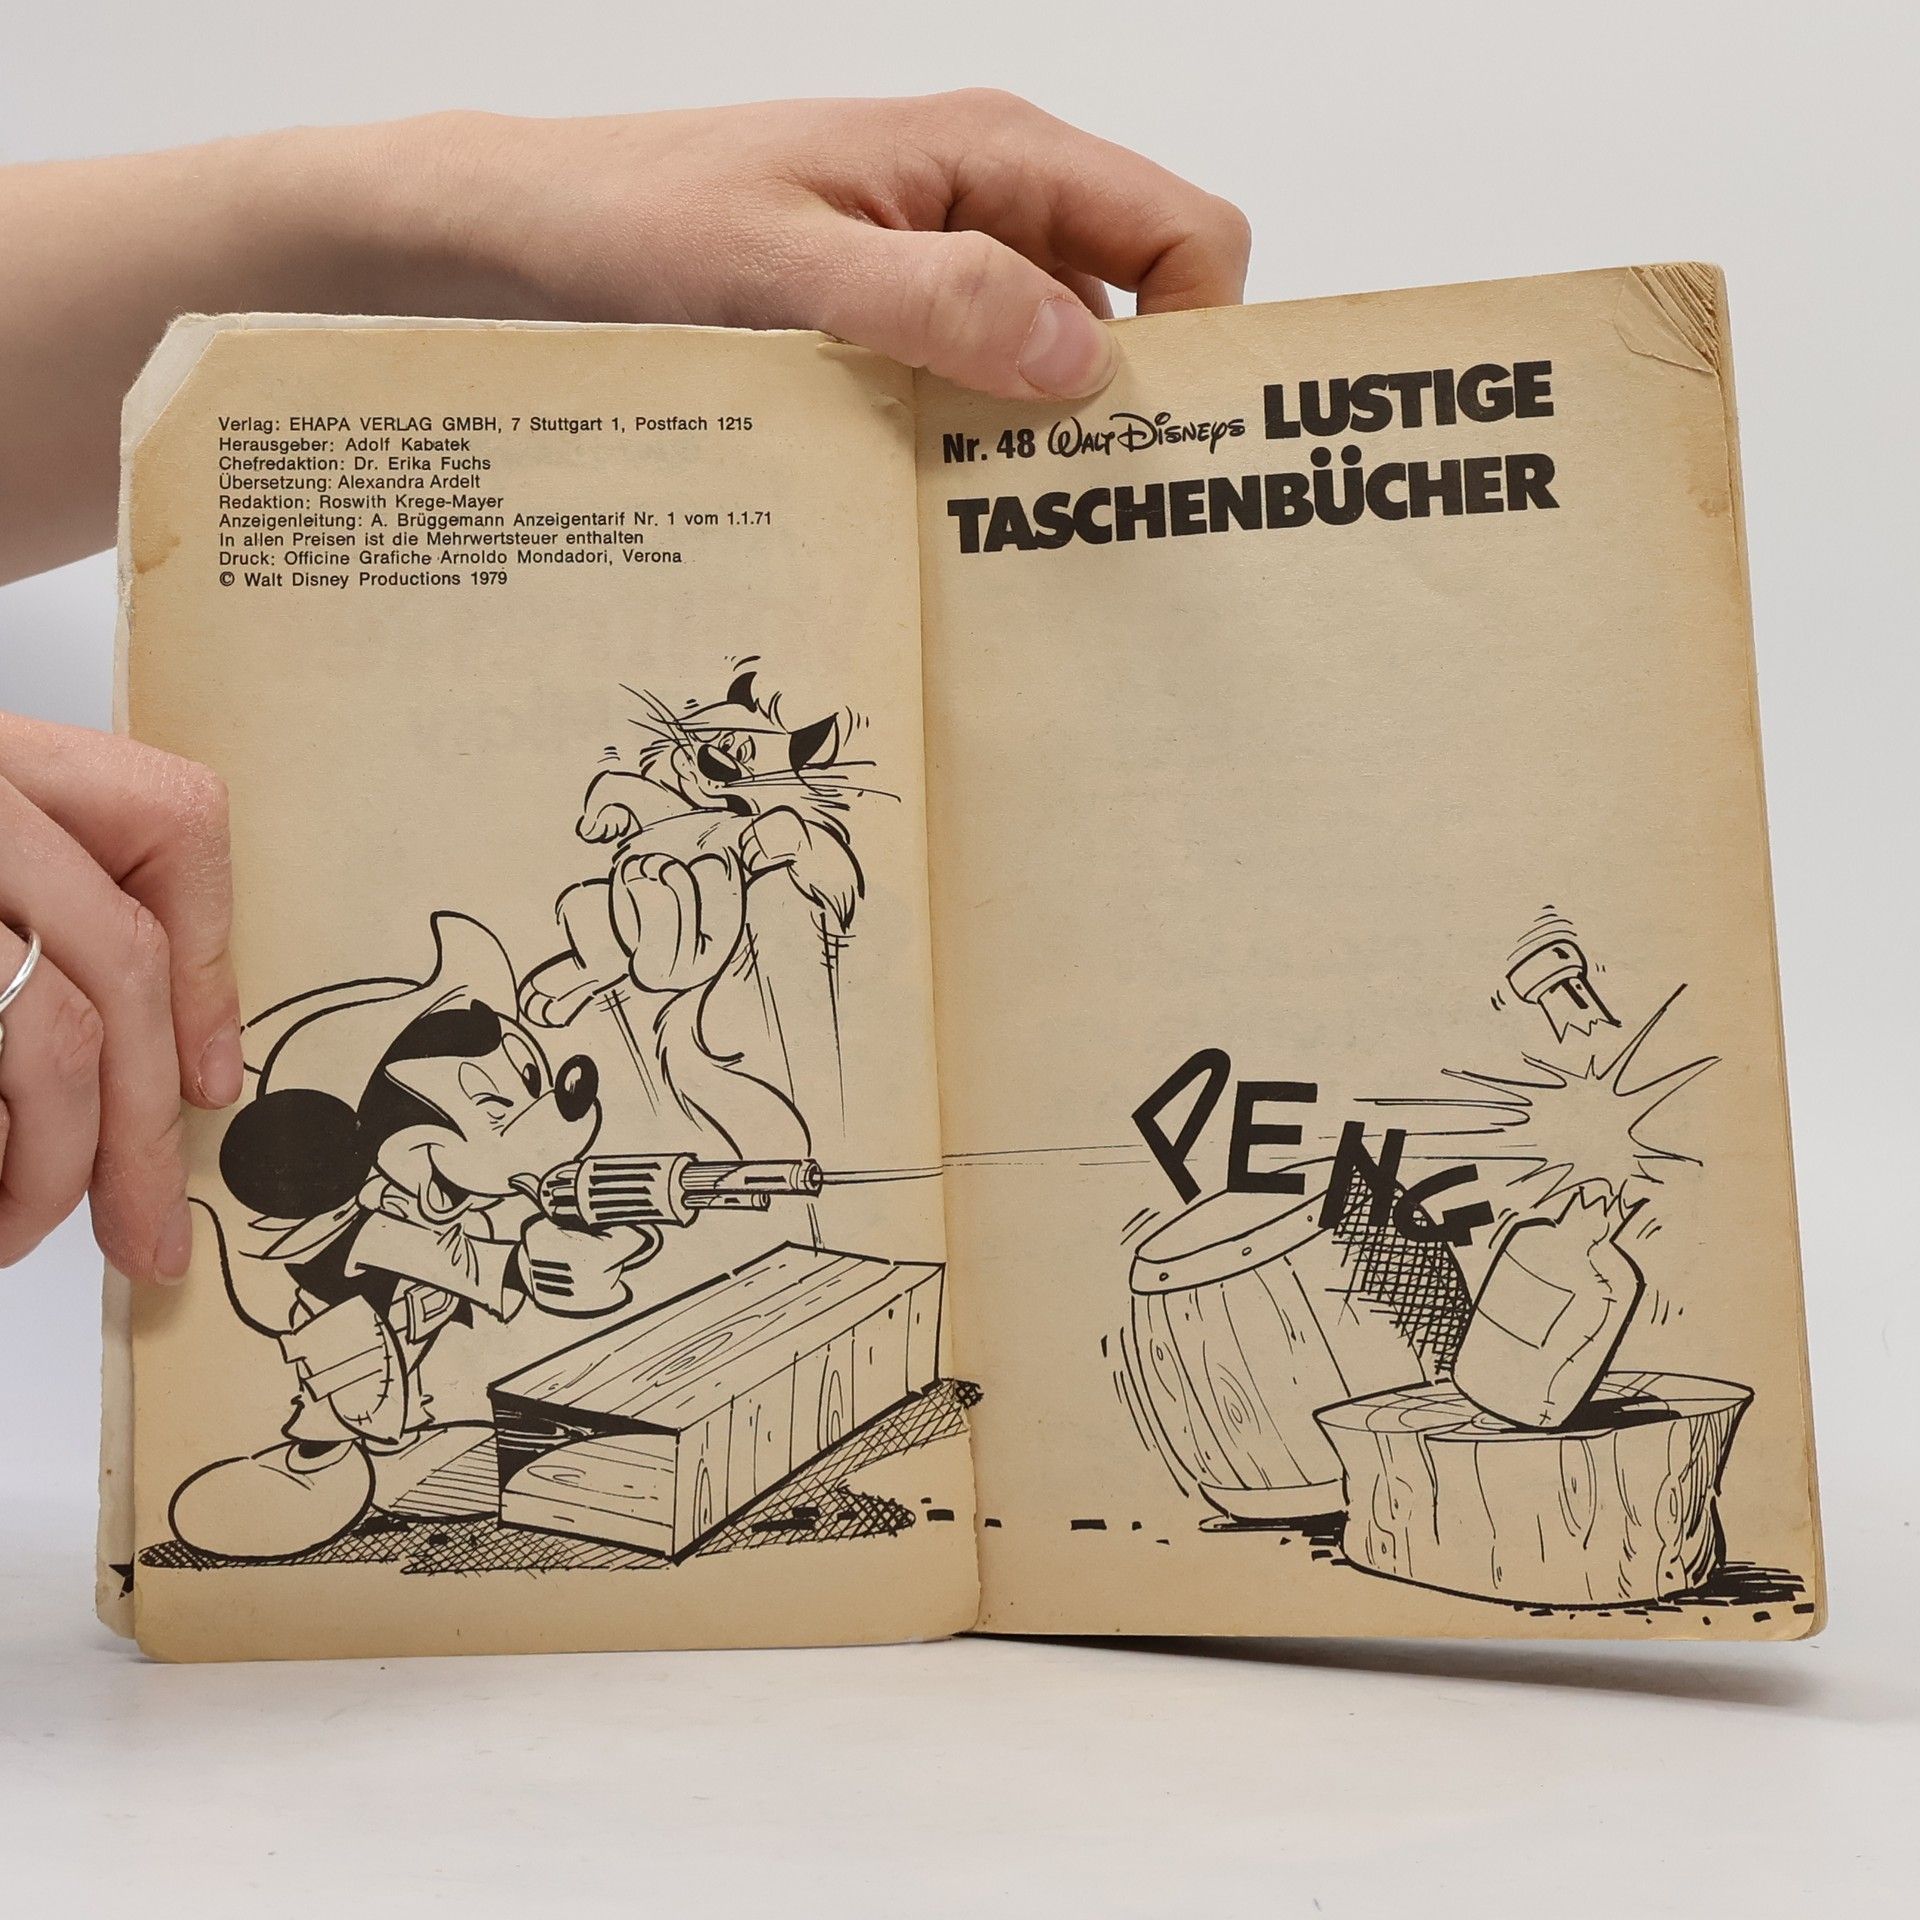 Verlag: EHAPA VERLAG GMBH, 7 Stuttgart 1, Postfach 1215
Herausgeber: Adolf Kabatek
Chefredaktion: Dr. Erika Fuchs
Übersetzung: Alexandra Ardelt
Redaktion: Roswith Krege-Mayer
Anzeigenleitung: A. Brüggemann Anzeigentarif Nr. 1 vom 1.1.71
In allen Preisen ist die Mehrwertsteuer enthalten
Druck: Officine Grafiche Arnoldo Mondadori, Verona
© Walt Disney Productions 1979
Nr. 48 WALT DISNEYS LUSTIGE
TASCHENBÜCHER
PENG